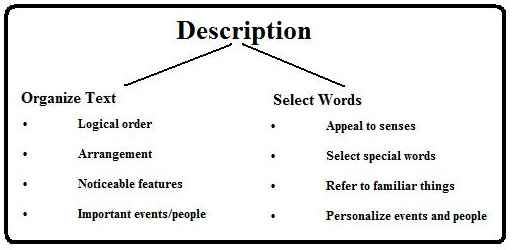 Description
Organize Text
• Logical order
• Arrangement
• Noticeable features
• Important events/people
Select Words
• Appeal to senses
• Select special words
• Refer to familiar things
• Personalize events and people